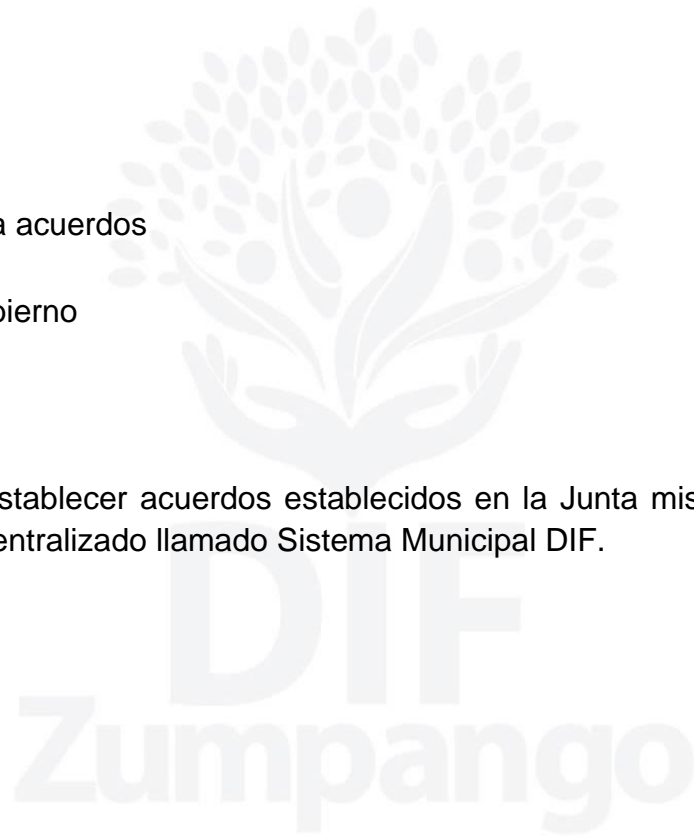 a acuerdos
bierno
stablecer acuerdos establecidos en la Junta mis
entralizado llamado Sistema Municipal DIF.
DIF
Zumpango